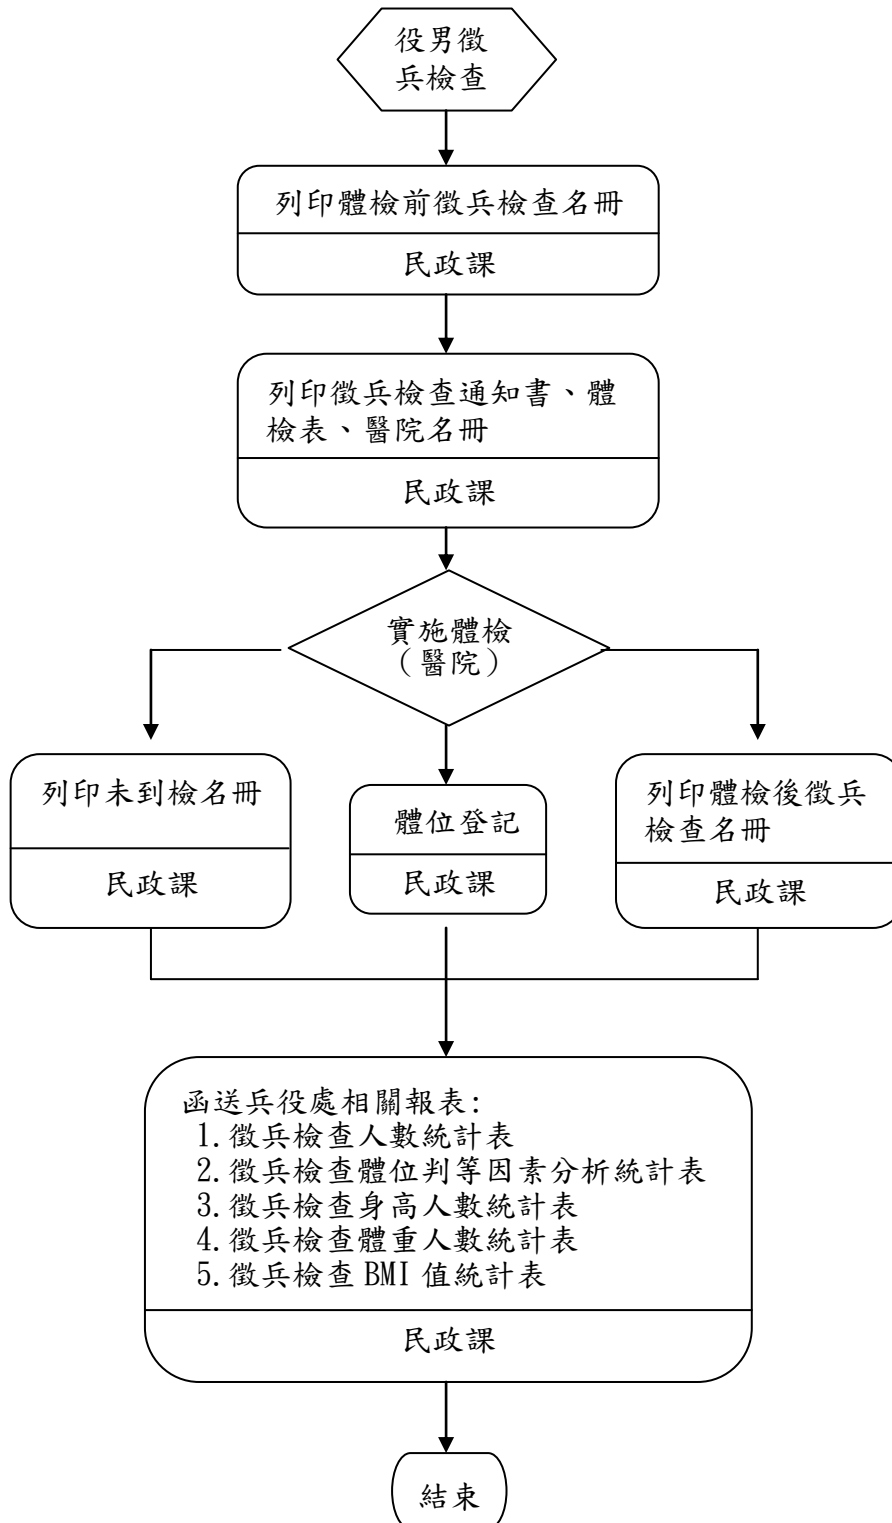 役男徵
兵檢查
列印體檢前徵兵檢查名冊
民政課
列印徵兵檢查通知書、體
檢表、醫院名冊
民政課
實施體檢
(醫院)
列印未到檢名冊
民政課
體位登記
民政課
列印體檢後徵兵
檢查名冊
民政課
函送兵役處相關報表:
1.徵兵檢查人數統計表
2.徵兵檢查體位判等因素分析統計表
3.徵兵檢查身高人數統計表
4.徵兵檢查體重人數統計表
5.徵兵檢查 BMI 值統計表
民政課
結束